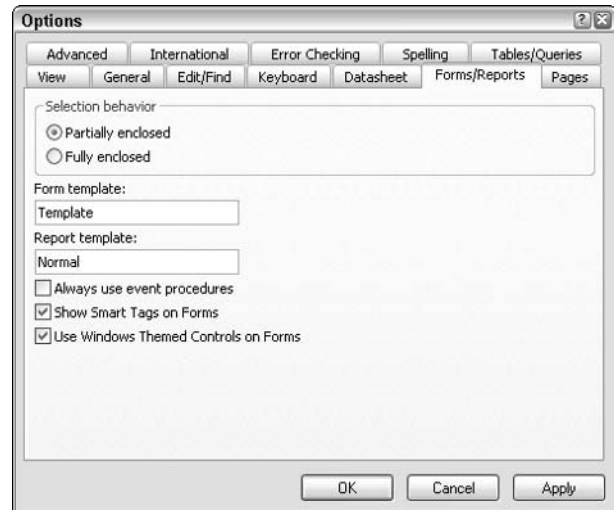 Options
Advanced International Error Checking Spelling Tables/Queries
View General Edit/Find Keyboard Datasheet Forms/Reports Pages
Selection behavior
Partially enclosed
Fully enclosed
Form template:
Template
Report template:
Normal
Always use event procedures
Show Smart Tags on Forms
Use Windows Themed Controls on Forms
OK Cancel Apply